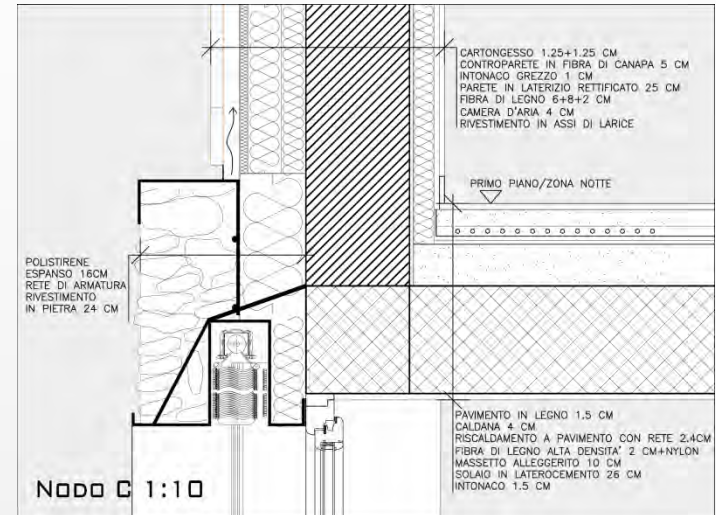 CARTONGESSO 1.25+1.25 CM
CONTROPARETE IN FIBRA DI CANAPA 5 CM
INTONACO GREZZO 1 CM
PARETE IN LATERIZIO RETTIFICATO 25 CM
FIBRA DI LEGNO 6+8+2 CM
CAMERA D'ARIA 4 CM
RIVESTIMENTO IN ASSI DI LARICE
PRIMO PIANO/ZONA NOTTE
POLISTIRENE
ESPANSO 16CM
RETE DI ARMATURA
RIVESTIMENTO
IN PIETRA 24 CM
PAVIMENTO IN LEGNO 1.5 CM
CALDANA 4 CM
RISCALDAMENTO A PAVIMENTO CON RETE 2.4CM
FIBRA DI LEGNO ALTA DENSITA' 2 CM+NYLON
MASSETTO ALLEGGERITO 10 CM
SOLAIO IN LATEROCEMENTO 26 CM
INTONACO 1.5 CM
NODO C 1:10